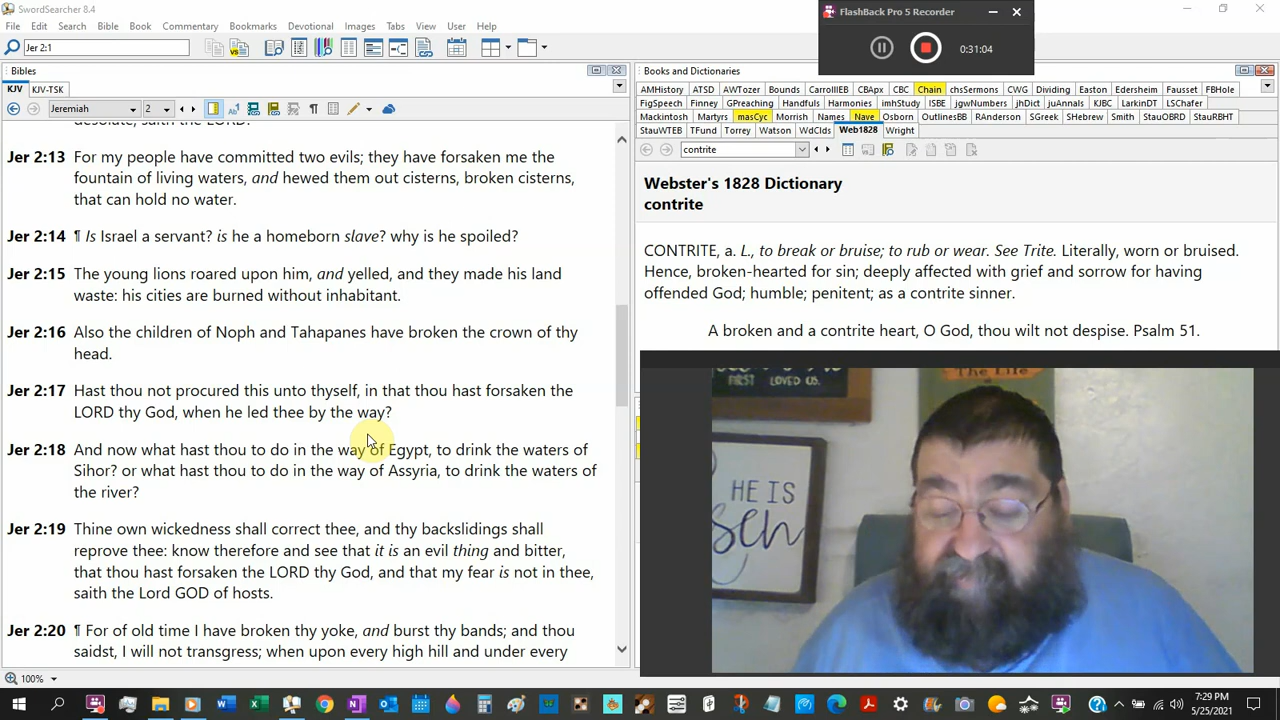 SwordSearcher 8.4
File Edit Search Bible Book Commentary Bookmarks Devotional Images Tabs View User Help
Jer 2:1
Bibles
KJV KJV-TSK
Jeremiah 2
desolate, saith the LORD.
Jer 2:13 For my people have committed two evils; they have forsaken me the
fountain of living waters, and hewed them out cisterns, broken cisterns,
that can hold no water.
Jer 2:14 ¶ Is Israel a servant? is he a homeborn slave? why is he spoiled?
Jer 2:15 The young lions roared upon him, and yelled, and they made his land
waste: his cities are burned without inhabitant.
Jer 2:16 Also the children of Noph and Tahapanes have broken the crown of thy
head.
Jer 2:17 Hast thou not procured this unto thyself, in that thou hast forsaken the
LORD thy God, when he led thee by the way?
Jer 2:18 And now what hast thou to do in the way of Egypt, to drink the waters of
Sihor? or what hast thou to do in the way of Assyria, to drink the waters of
the river?
Jer 2:19 Thine own wickedness shall correct thee, and thy backslidings shall
reprove thee: know therefore and see that it is an evil thing and bitter,
that thou hast forsaken the LORD thy God, and that my fear is not in thee,
saith the Lord GOD of hosts.
Jer 2:20 ¶ For of old time I have broken thy yoke, and burst thy bands; and thou
saidst, I will not transgress; when upon every high hill and under every
100%
FlashBack Pro 5 Recorder
0:31:04
Books and Dictionaries
AMHistory ATSD AWTozer Bounds CarrollIEB CBApx CBC Chain chsSermons CWG Dividing Easton Edersheim Fausset FBHole
FigSpeech Finney GPreaching Handfuls Harmonies imhStudy ISBE jgwNumbers jhDict juAnnals KJBC LarkinDT LSChafer
Mackintosh Martyrs masCyc Morrish Names Nave Osborn OutlinesBB RAnderson SGreek SHebrew Smith StauOBRD StauRBHT
StauWTEB TFund Torrey Watson WdClds Web1828 Wright
contrite
Webster's 1828 Dictionary
contrite
CONTRITE, a. L., to break or bruise; to rub or wear. See Trite. Literally, worn or bruised.
Hence, broken-hearted for sin; deeply affected with grief and sorrow for having
offended God; humble; penitent; as a contrite sinner.
A broken and a contrite heart, O God, thou wilt not despise. Psalm 51.
FIRST LOVED US.
The Life
HE IS
7:29 PM
5/25/2021